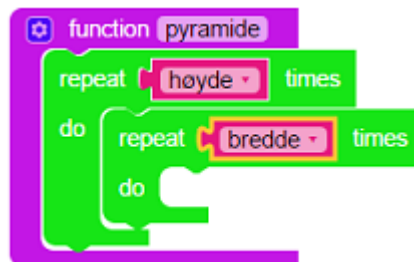 function pyramide
repeat høyde times
do
repeat bredde times
do